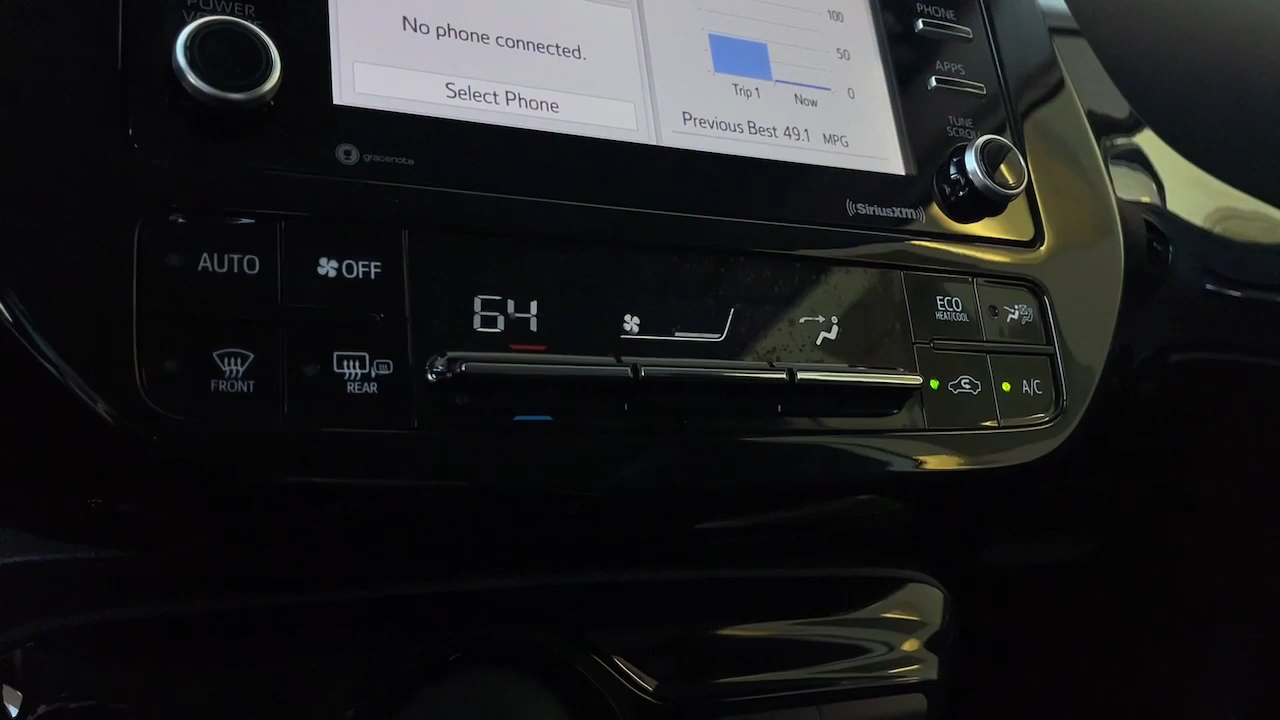 POWER
VOLUME
No phone connected.
Select Phone
100
50
0
Trip 1
Now
Previous Best 49.1 MPG
PHONE
APPS
TUNE
SCROLL
gracenote
SiriusXM
AUTO
OFF
64
ECO
HEAT/COOL
FRONT
REAR
A/C